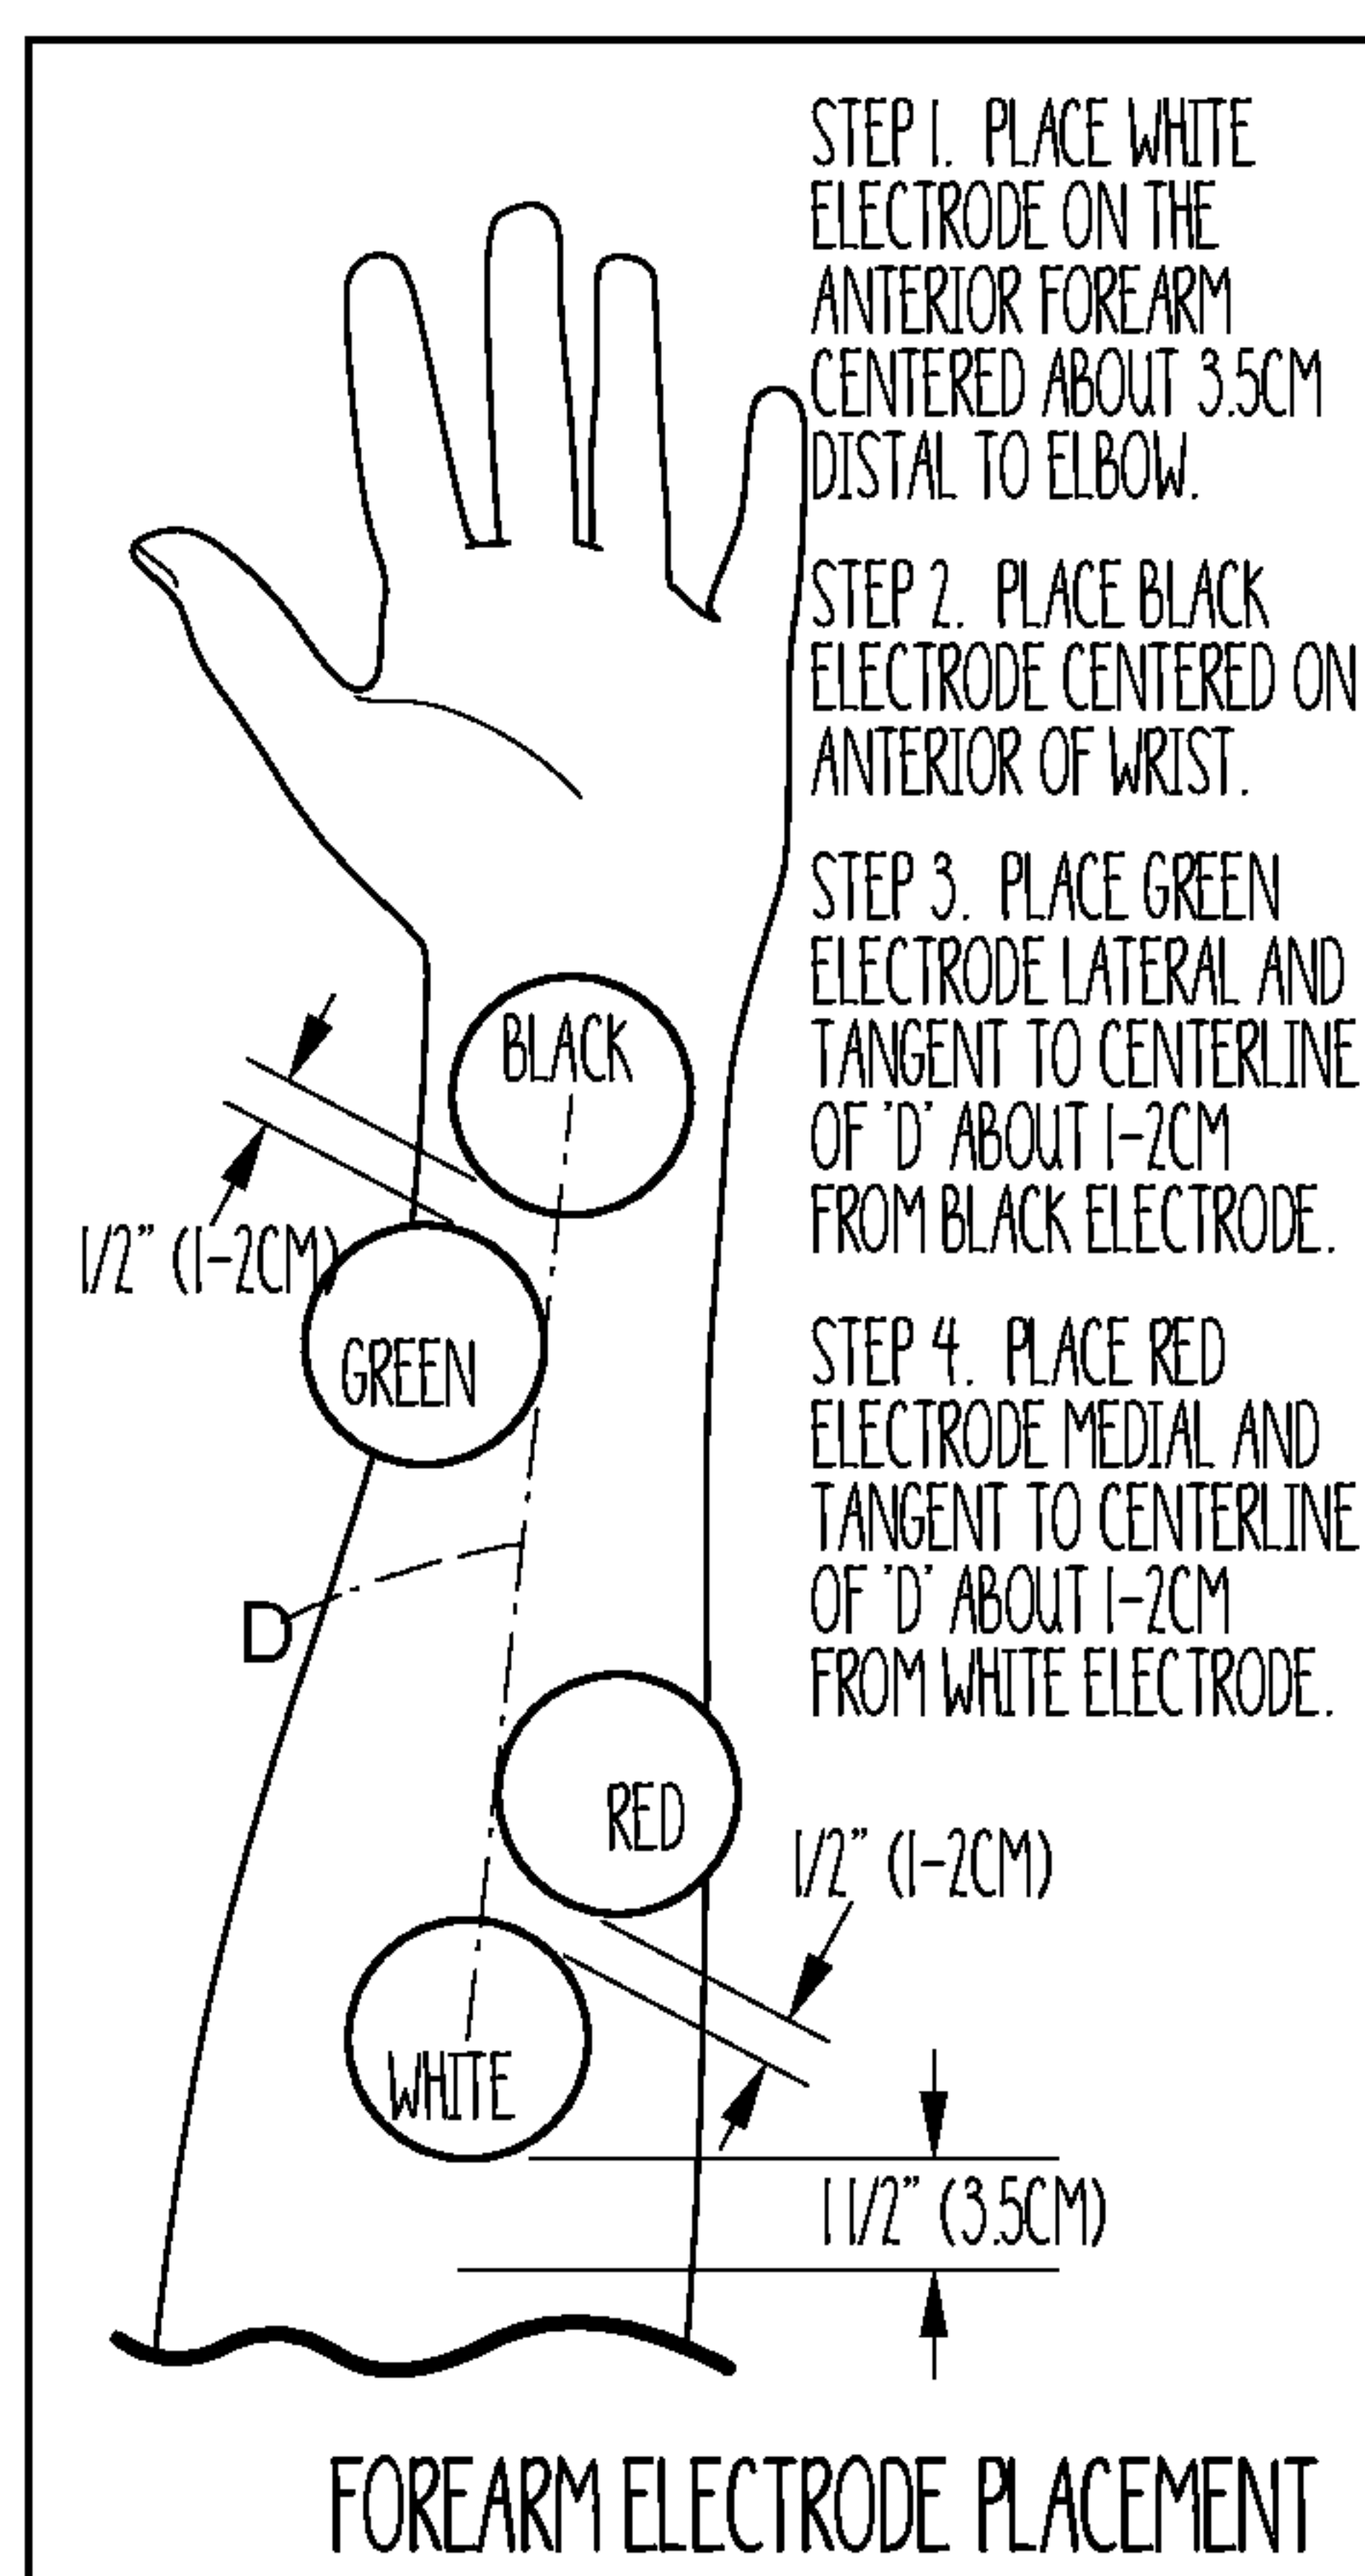 STEP 1. PLACE WHITE
ELECTRODE ON THE
ANTERIOR FOREARM
CENTERED ABOUT 3.5CM
DISTAL TO ELBOW.
STEP 2. PLACE BLACK
ELECTRODE CENTERED ON
ANTERIOR OF WRIST.
STEP 3. PLACE GREEN
ELECTRODE LATERAL AND
TANGENT TO CENTERLINE
OF 'D' ABOUT 1-2CM
FROM BLACK ELECTRODE.
STEP 4. PLACE RED
ELECTRODE MEDIAL AND
TANGENT TO CENTERLINE
OF 'D' ABOUT 1-2CM
FROM WHITE ELECTRODE.
BLACK
1/2" (1-2CM)
GREEN
D
RED
1/2" (1-2CM)
WHITE
1 1/2" (3.5CM)
FOREARM ELECTRODE PLACEMENT